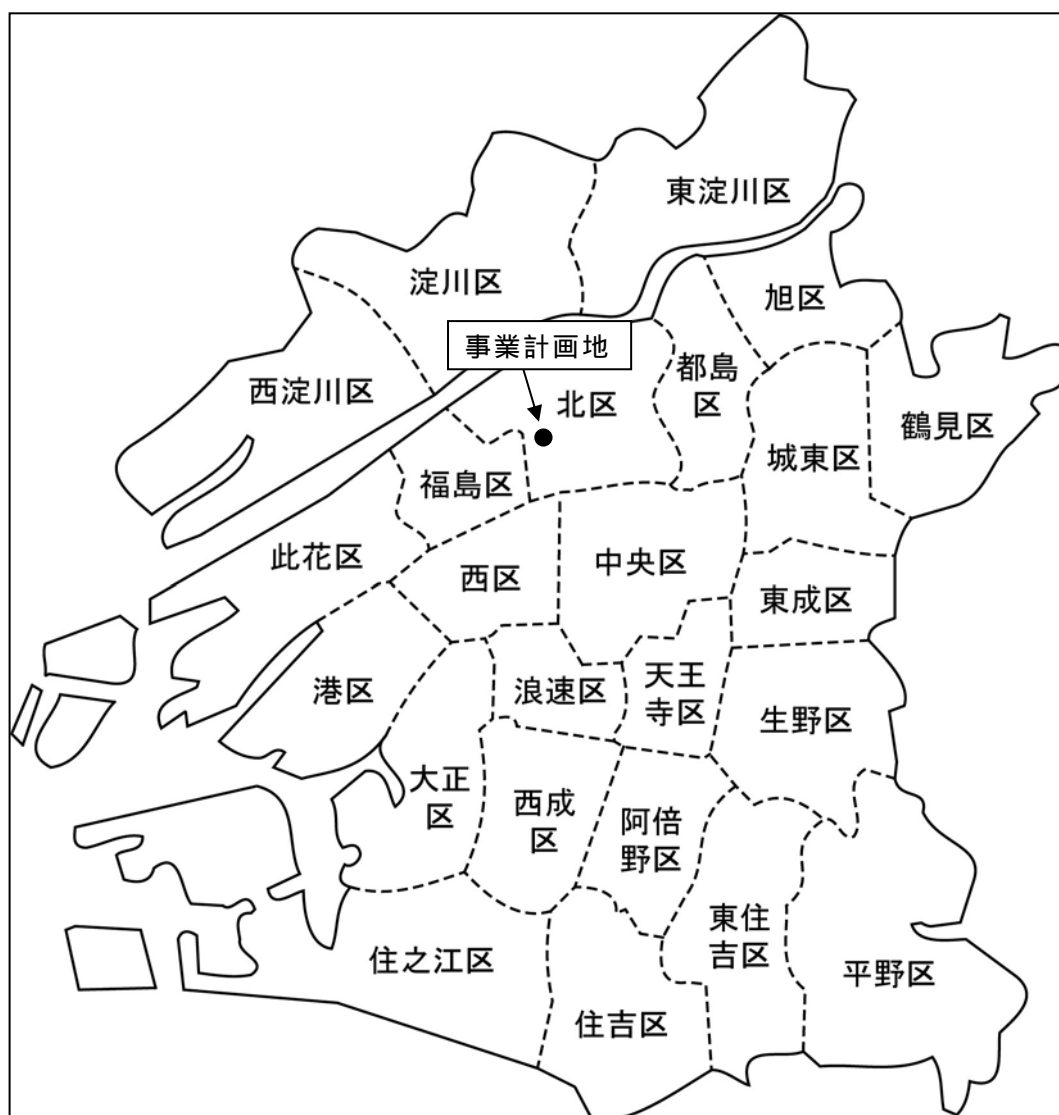 東淀川区
淀川区
旭区
事業計画地
西淀川区
北区
都島
区
鶴見区
城東区
福島区
此花区
西区
中央区
東成区
港区
浪速区
天王
寺区
生野区
大正
区
西成
区
阿倍
野区
東住
吉区
住之江区
平野区
住吉区